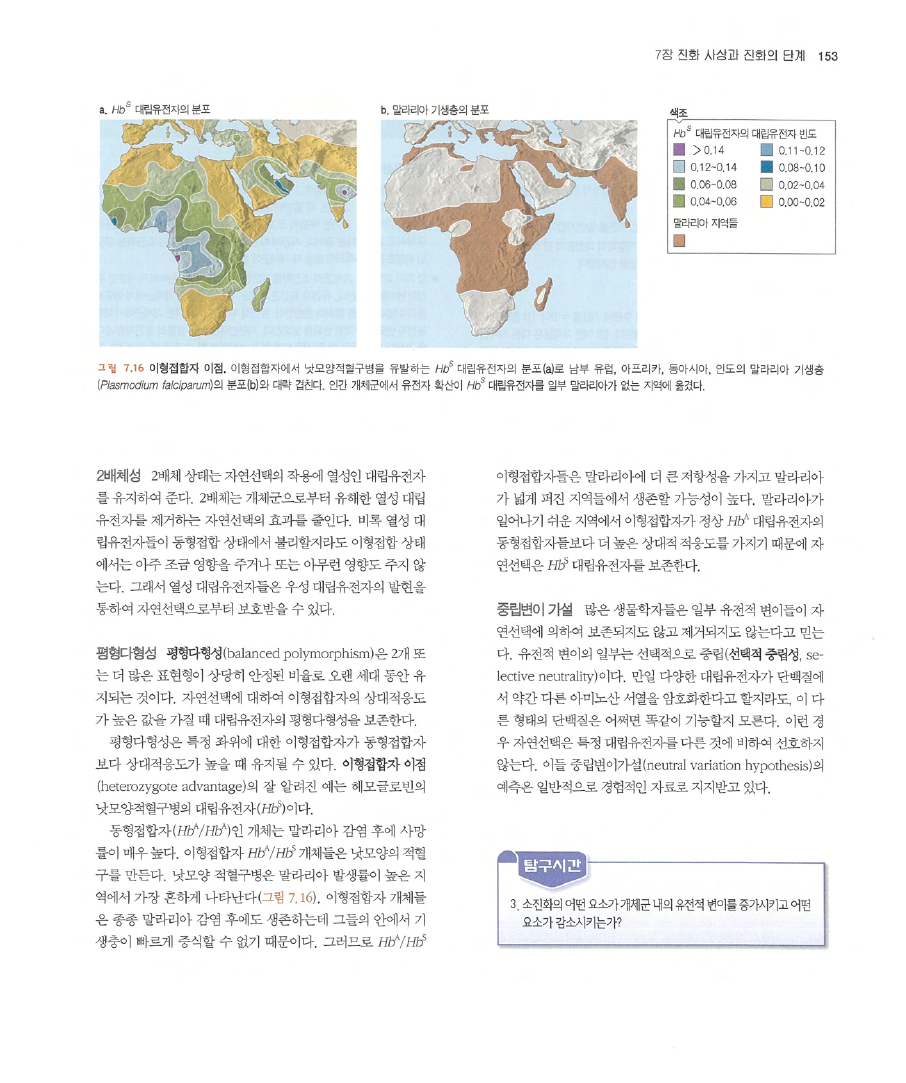 7장 진화 사상과 진화의 단계 153
a. Hbˢ 대립유전자의 분포
b. 말라리아 기생충의 분포
색조
Hbˢ 대립유전자의 대립유전자 빈도
>0.14 0.11~0.12
0.12~0.14 0.08~0.10
0.06~0.08 0.02~0.04
0.04~0.06 0.00~0.02
말라리아 지역들
그림 7.16 이형접합자 이점. 이형접합자에서 낫모양적혈구병을 유발하는 Hbˢ 대립유전자의 분포(a)로 남부 유럽, 아프리카, 동아시아, 인도의 말라리아 기생충
(Plasmodium falciparum)의 분포(b)와 대략 겹친다. 인간 개체군에서 유전자 확산이 Hbˢ 대립유전자를 일부 말라리아가 없는 지역에 옮겼다.
2배체성 2배체 상태는 자연선택의 작용에 열성인 대립유전자
를 유지하여 준다. 2배체는 개체군으로부터 유해한 열성 대립
유전자를 제거하는 자연선택의 효과를 줄인다. 비록 열성 대
립유전자들이 동형접합 상태에서 불리할지라도 이형접합 상태
에서는 아주 조금 영향을 주거나 또는 아무런 영향도 주지 않
는다. 그래서 열성 대립유전자들은 우성 대립유전자의 발현을
통하여 자연선택으로부터 보호받을 수 있다.
평형다형성 평형다형성(balanced polymorphism)은 2개 또
는 더 많은 표현형이 상당히 안정된 비율로 오랜 세대 동안 유
지되는 것이다. 자연선택에 대하여 이형접합자의 상대적응도
가 높은 값을 가질 때 대립유전자의 평형다형성을 보존한다.
평형다형성은 특정 좌위에 대한 이형접합자가 동형접합자
보다 상대적응도가 높을 때 유지될 수 있다. 이형접합자 이점
(heterozygote advantage)의 잘 알려진 예는 헤모글로빈의
낫모양적혈구병의 대립유전자(Hbˢ)이다.
동형접합자(Hbᴬ/Hbᴬ)인 개체는 말라리아 감염 후에 사망
률이 매우 높다. 이형접합자 Hbᴬ/Hbˢ 개체들은 낫모양의 적혈
구를 만든다. 낫모양 적혈구병은 말라리아 발생률이 높은 지
역에서 가장 흔하게 나타난다(그림 7.16). 이형접합자 개체들
은 종종 말라리아 감염 후에도 생존하는데 그들의 안에서 기
생충이 빠르게 증식할 수 없기 때문이다. 그러므로 Hbᴬ/Hbˢ
이형접합자들은 말라리아에 더 큰 저항성을 가지고 말라리아
가 넓게 퍼진 지역들에서 생존할 가능성이 높다. 말라리아가
일어나기 쉬운 지역에서 이형접합자가 정상 Hbᴬ 대립유전자의
동형접합자들보다 더 높은 상대적 적응도를 가지기 때문에 자
연선택은 Hbˢ 대립유전자를 보존한다.
중립변이 가설 많은 생물학자들은 일부 유전적 변이들이 자
연선택에 의하여 보존되지도 않고 제거되지도 않는다고 믿는
다. 유전적 변이의 일부는 선택적으로 중립(선택적 중립성, se-
lective neutrality)이다. 만일 다양한 대립유전자가 단백질에
서 약간 다른 아미노산 서열을 암호화한다고 할지라도, 이 다
른 형태의 단백질은 어쩌면 똑같이 기능할지 모른다. 이런 경
우 자연선택은 특정 대립유전자를 다른 것에 비하여 선호하지
않는다. 이들 중립변이가설(neutral variation hypothesis)의
예측은 일반적으로 경험적인 자료로 지지받고 있다.
탐구시간
3. 소진화의 어떤 요소가 개체군 내의 유전적 변이를 증가시키고 어떤
요소가 감소시키는가?